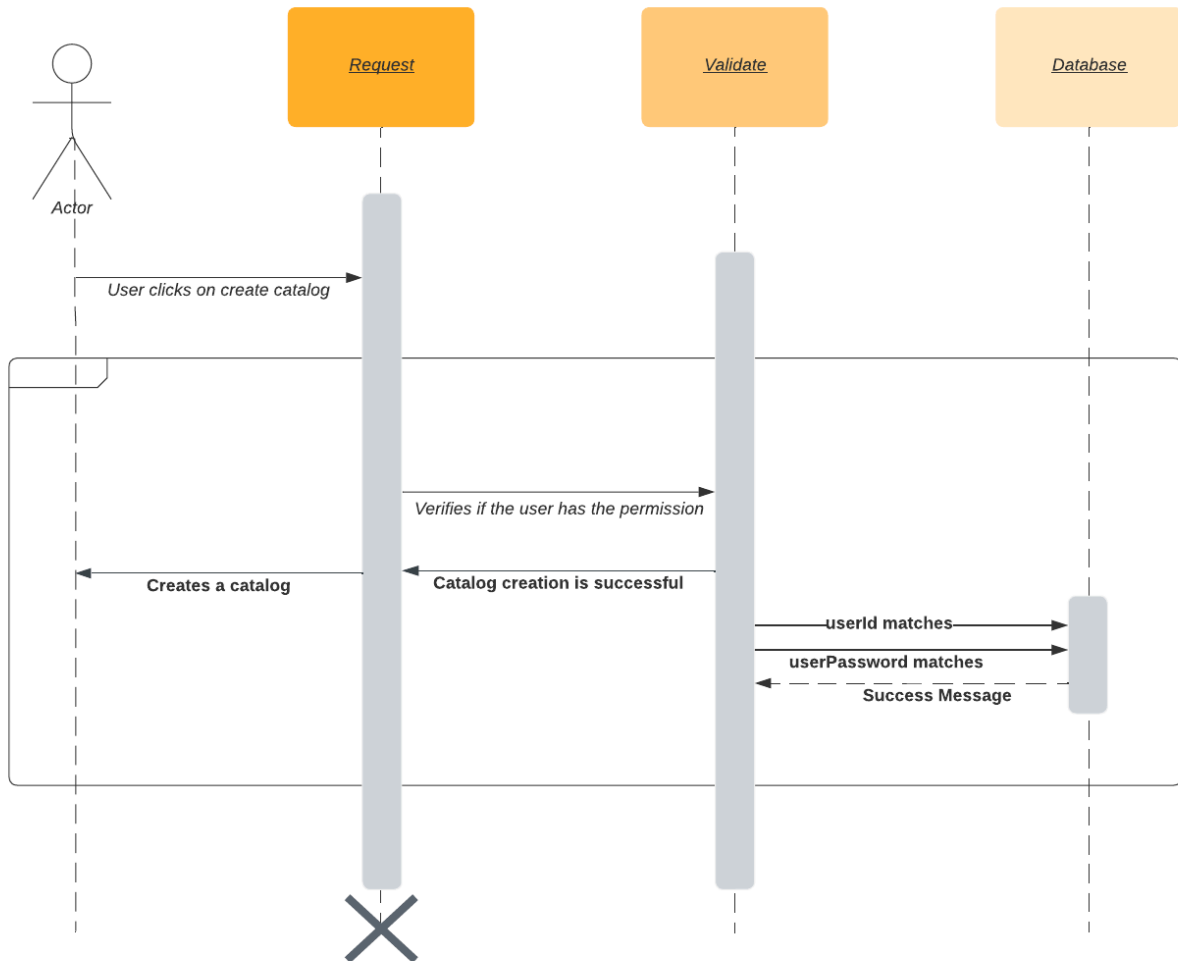 Request
Validate
Database
Actor
User clicks on create catalog
Verifies if the user has the permission
Creates a catalog
Catalog creation is successful
userId matches
userPassword matches
Success Message